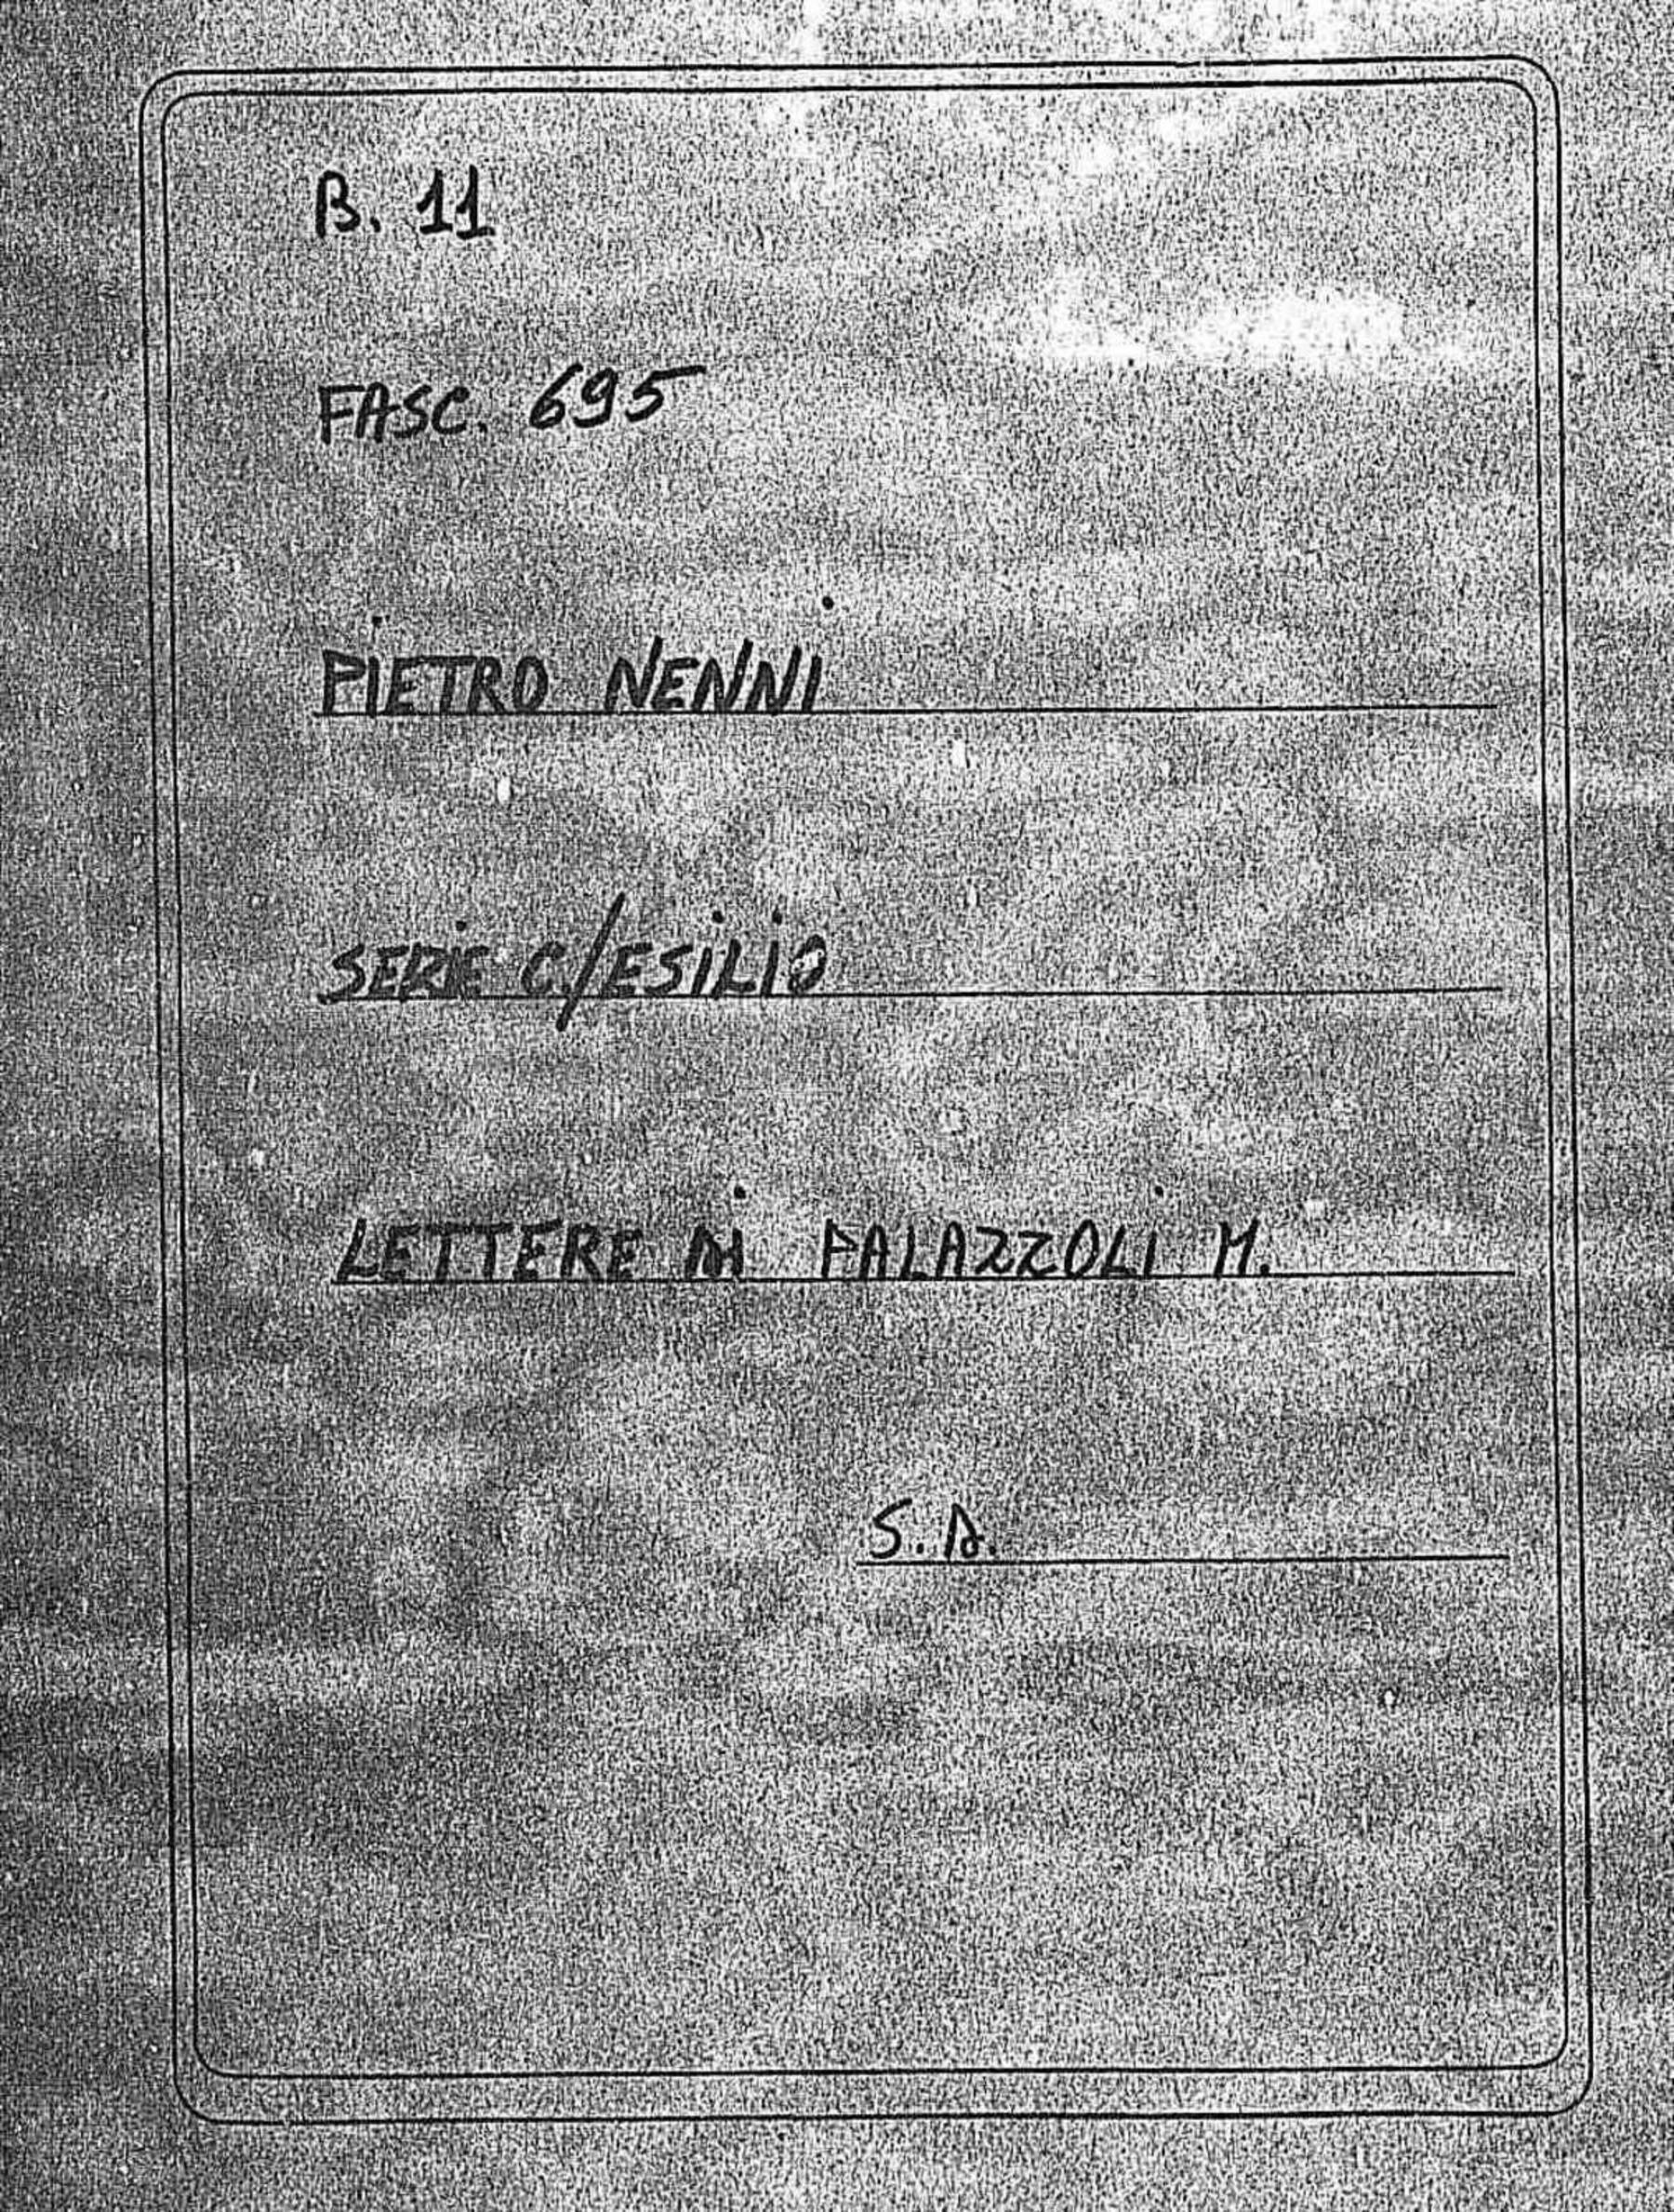 B. 11
FASC. 695
PIETRO NENNI
SERIE C./ESILIO
LETTERE DI PALAZZOLI M.
S.D.